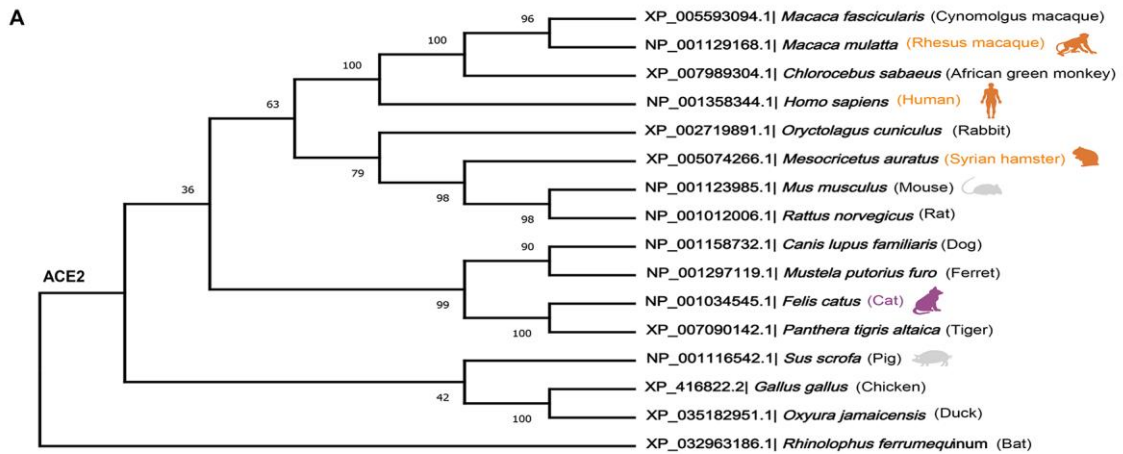 A
XP_005593094.1| Macaca fascicularis (Cynomolgus macaque)
96
NP_001129168.1| Macaca mulatta (Rhesus macaque)
100
XP_007989304.1| Chlorocebus sabaeus (African green monkey)
100
NP_001358344.1| Homo sapiens (Human)
63
XP_002719891.1| Oryctolagus cuniculus (Rabbit)
XP_005074266.1| Mesocricetus auratus (Syrian hamster)
79
NP_001123985.1| Mus musculus (Mouse)
36
98
NP_001012006.1| Rattus norvegicus (Rat)
98
NP_001158732.1| Canis lupus familiaris (Dog)
90
NP_001297119.1| Mustela putorius furo (Ferret)
ACE2
99
NP_001034545.1| Felis catus (Cat)
XP_007090142.1| Panthera tigris altaica (Tiger)
100
NP_001116542.1| Sus scrofa (Pig)
XP_416822.2| Gallus gallus (Chicken)
42
XP_035182951.1| Oxyura jamaicensis (Duck)
100
XP_032963186.1| Rhinolophus ferrumequinum (Bat)